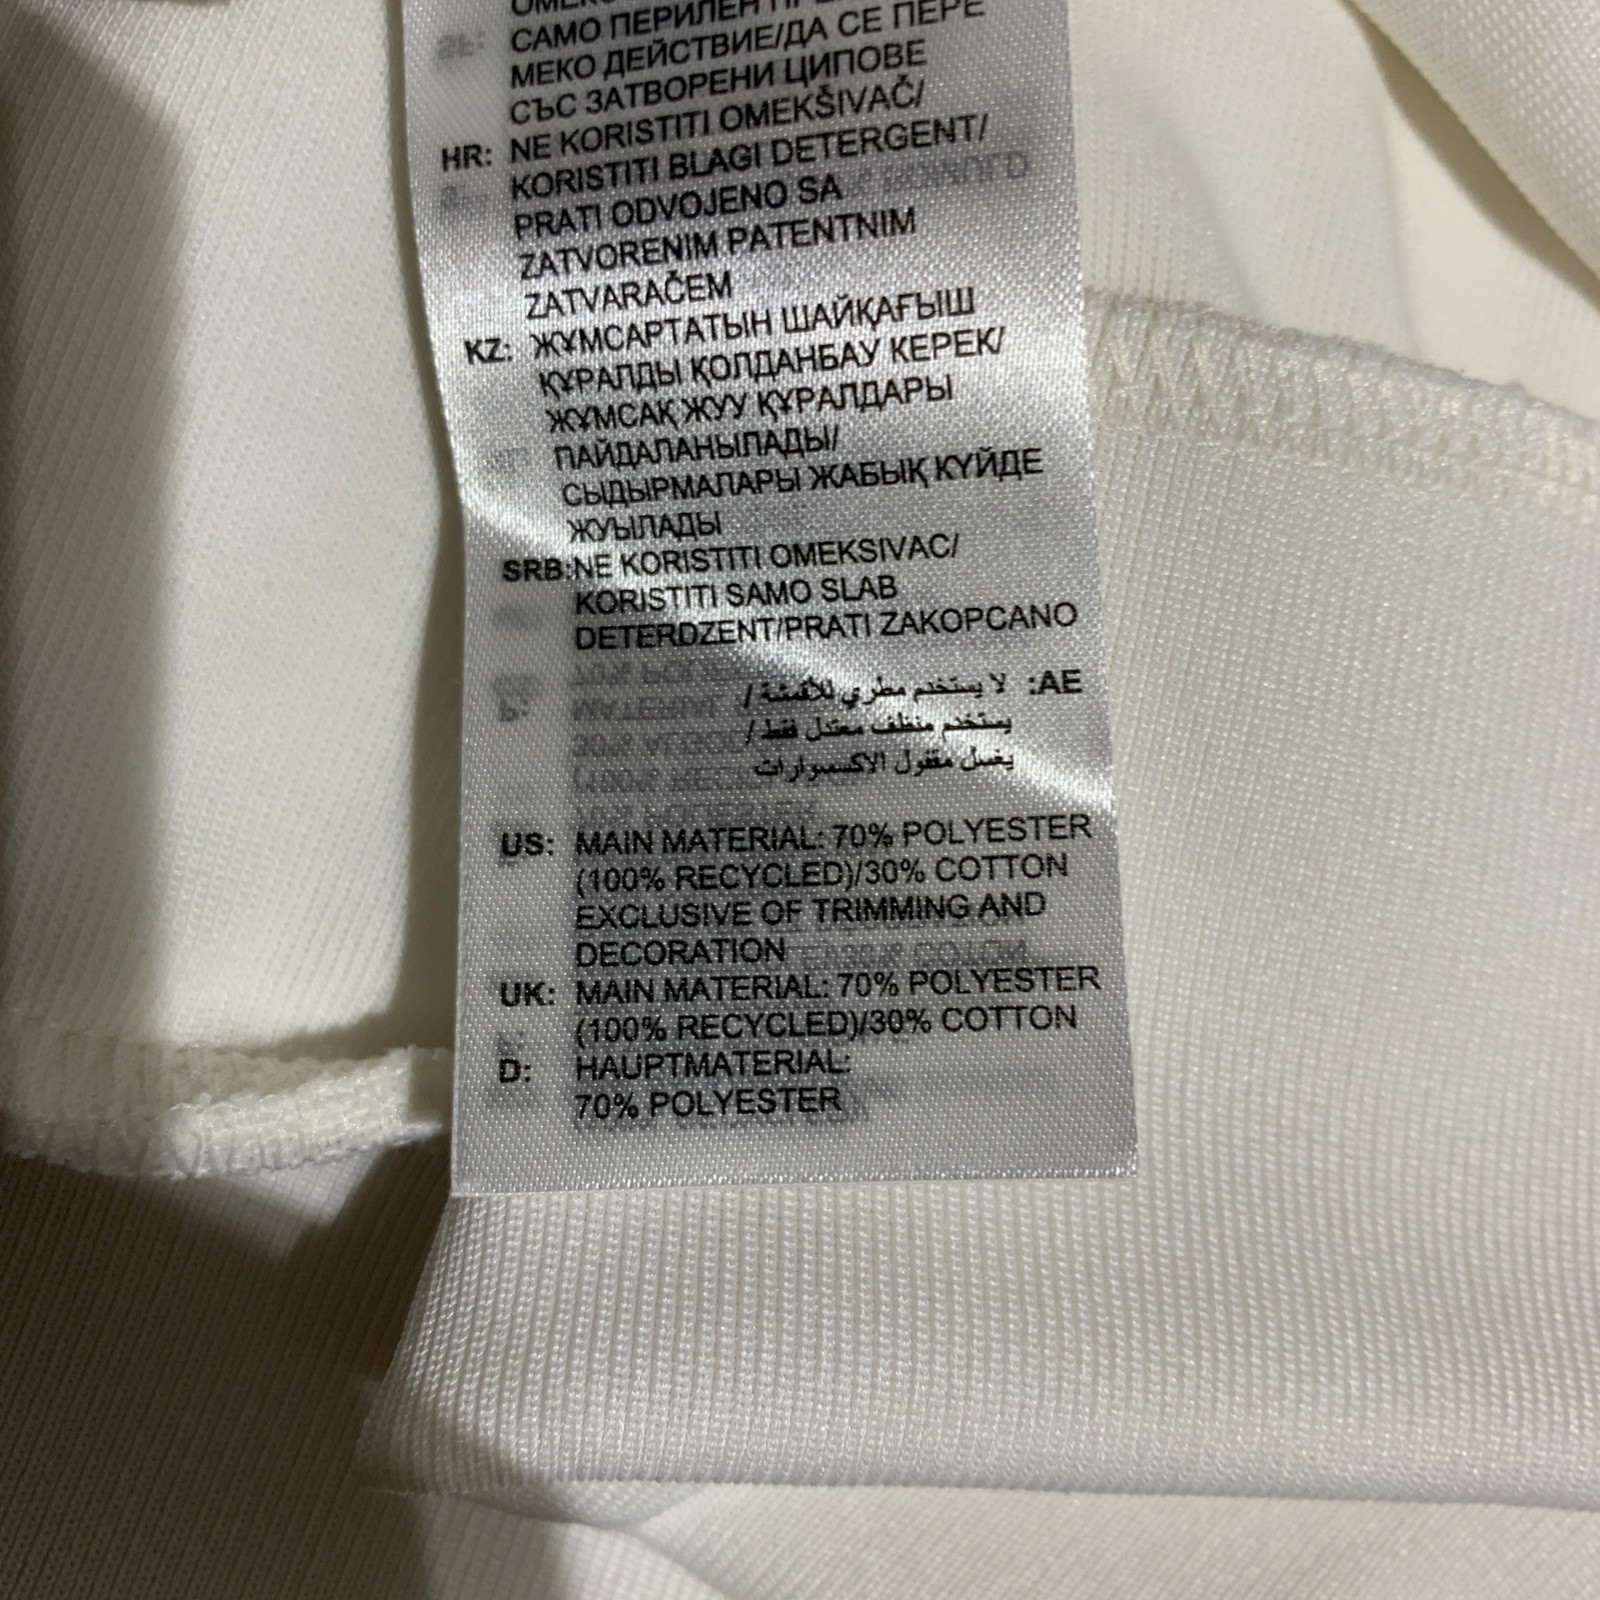 САМО ПЕРИЛЕН
МЕКО ДЕЙСТВИЕ/ДА СЕ ПЕРЕ
СЪС ЗАТВОРЕНИ ЦИПОВЕ
HR: NE KORISTITI OMEKŠIVAČ/
KORISTITI BLAGI DETERGENT/
PRATI ODVOJENO SA
ZATVORENIM PATENTNIM
ZATVARAČEM
KZ: ЖҰМСАРТАТЫН ШАЙҚАҒЫШ
ҚҰРАЛДЫ ҚОЛДАНБАУ КЕРЕК/
ЖҰМСАҚ ЖУУ ҚҰРАЛДАРЫ
ПАЙДАЛАНЫЛАДЫ/
СЫДЫРМАЛАРЫ ЖАБЫҚ КҮЙДЕ
ЖУЫЛАДЫ
SRB: NE KORISTITI OMEKSIVAC/
KORISTITI SAMO SLAB
DETERDZENT/PRATI ZAKOPCANO
AE: لا يستخدم مطري للأقمشة /
يستخدم منظف معتدل فقط /
يغسل مقفول الاكسسوارات
US: MAIN MATERIAL: 70% POLYESTER
(100% RECYCLED)/30% COTTON
EXCLUSIVE OF TRIMMING AND
DECORATION
UK: MAIN MATERIAL: 70% POLYESTER
(100% RECYCLED)/30% COTTON
D: HAUPTMATERIAL:
70% POLYESTER